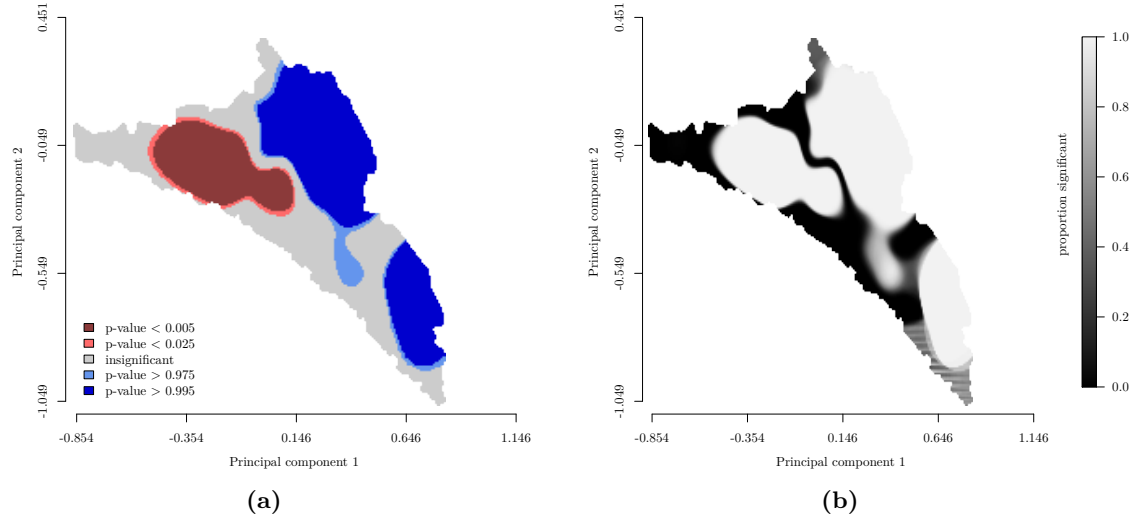 0.451
-0.049
-0.549
-1.049
Principal component 2
p-value < 0.005
p-value < 0.025
insignificant
p-value > 0.975
p-value > 0.995
-0.854 -0.354 0.146 0.646 1.146
Principal component 1
(a)
0.451
-0.049
-0.549
-1.049
Principal component 2
-0.854 -0.354 0.146 0.646 1.146
Principal component 1
(b)
1.0
0.8
0.6
0.4
0.2
0.0
proportion significant